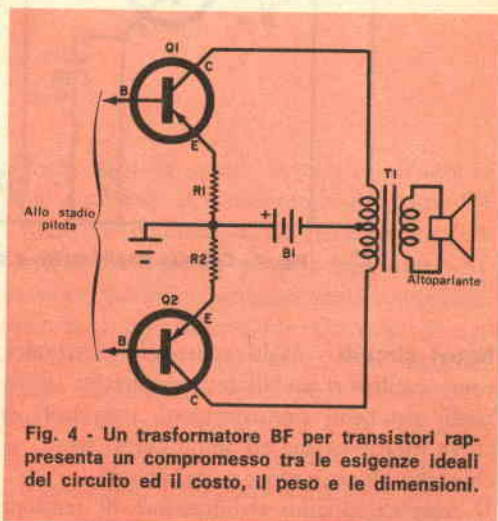 Q1
C
B
E
R1
T1
Allo stadio
pilota
+
B1
R2
Altoparlante
Q2
E
B
C
Fig. 4 - Un trasformatore BF per transistori rap-
presenta un compromesso tra le esigenze ideali
del circuito ed il costo, il peso e le dimensioni.